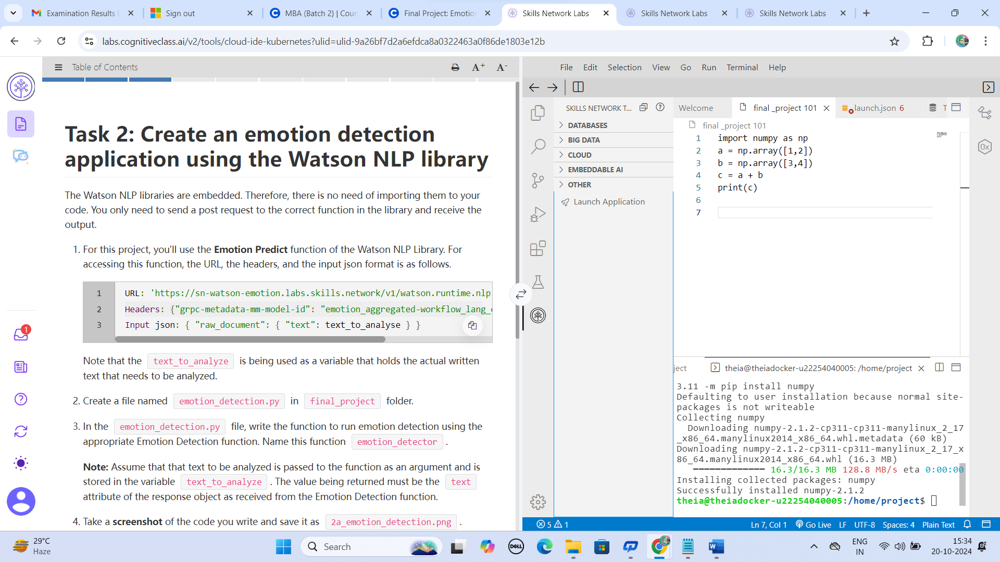 Examination Results D
Sign out
MBA (Batch 2) | Cour
Final Project: Emotion
Skills Network Labs
Skills Network Labs
Skills Network Labs
labs.cognitiveclass.ai/v2/tools/cloud-ide-kubernetes?ulid=ulid-9a26bf7d2a6efdca8a0322463a0f86de1803e12b
Table of Contents
A+ A-
Task 2: Create an emotion detection
application using the Watson NLP library
The Watson NLP libraries are embedded. Therefore, there is no need of importing them to your
code. You only need to send a post request to the correct function in the library and receive the
output.
1. For this project, you'll use the Emotion Predict function of the Watson NLP Library. For
accessing this function, the URL, the headers, and the input json format is as follows.
1 URL: 'https://sn-watson-emotion.labs.skills.network/v1/watson.runtime.nlp
2 Headers: {"grpc-metadata-mm-model-id": "emotion_aggregated-workflow_lang_e
3 Input json: { "raw_document": { "text": text_to_analyse } }
Note that the text_to_analyze is being used as a variable that holds the actual written
text that needs to be analyzed.
2. Create a file named emotion_detection.py in final_project folder.
3. In the emotion_detection.py file, write the function to run emotion detection using the
appropriate Emotion Detection function. Name this function emotion_detector .
Note: Assume that that text to be analyzed is passed to the function as an argument and is
stored in the variable text_to_analyze . The value being returned must be the text
attribute of the response object as received from the Emotion Detection function.
4. Take a screenshot of the code you write and save it as 2a_emotion_detection.png .
1
File Edit Selection View Go Run Terminal Help
SKILLS NETWORK T...
DATABASES
BIG DATA
CLOUD
EMBEDDABLE AI
OTHER
Launch Application
Welcome
final _project 101
launch.json 6
T
final _project 101
1 import numpy as np
2 a = np.array([1,2])
3 b = np.array([3,4])
4 c = a + b
5 print(c)
6
7
0x
ject
theia@theiadocker-u22254040005: /home/project
3.11 -m pip install numpy
Defaulting to user installation because normal site-
packages is not writeable
Collecting numpy
Downloading numpy-2.1.2-cp311-cp311-manylinux_2_17
_x86_64.manylinux2014_x86_64.whl.metadata (60 kB)
Downloading numpy-2.1.2-cp311-cp311-manylinux_2_17_x
86_64.manylinux2014_x86_64.whl (16.3 MB)
16.3/16.3 MB 128.8 MB/s eta 0:00:00
Installing collected packages: numpy
Successfully installed numpy-2.1.2
theia@theiadocker-u22254040005:/home/project$
5 1
Ln 7, Col 1 Go Live LF UTF-8 Spaces: 4 Plain Text
29°C
Haze
Search
DELL
ENG
IN
15:34
20-10-2024